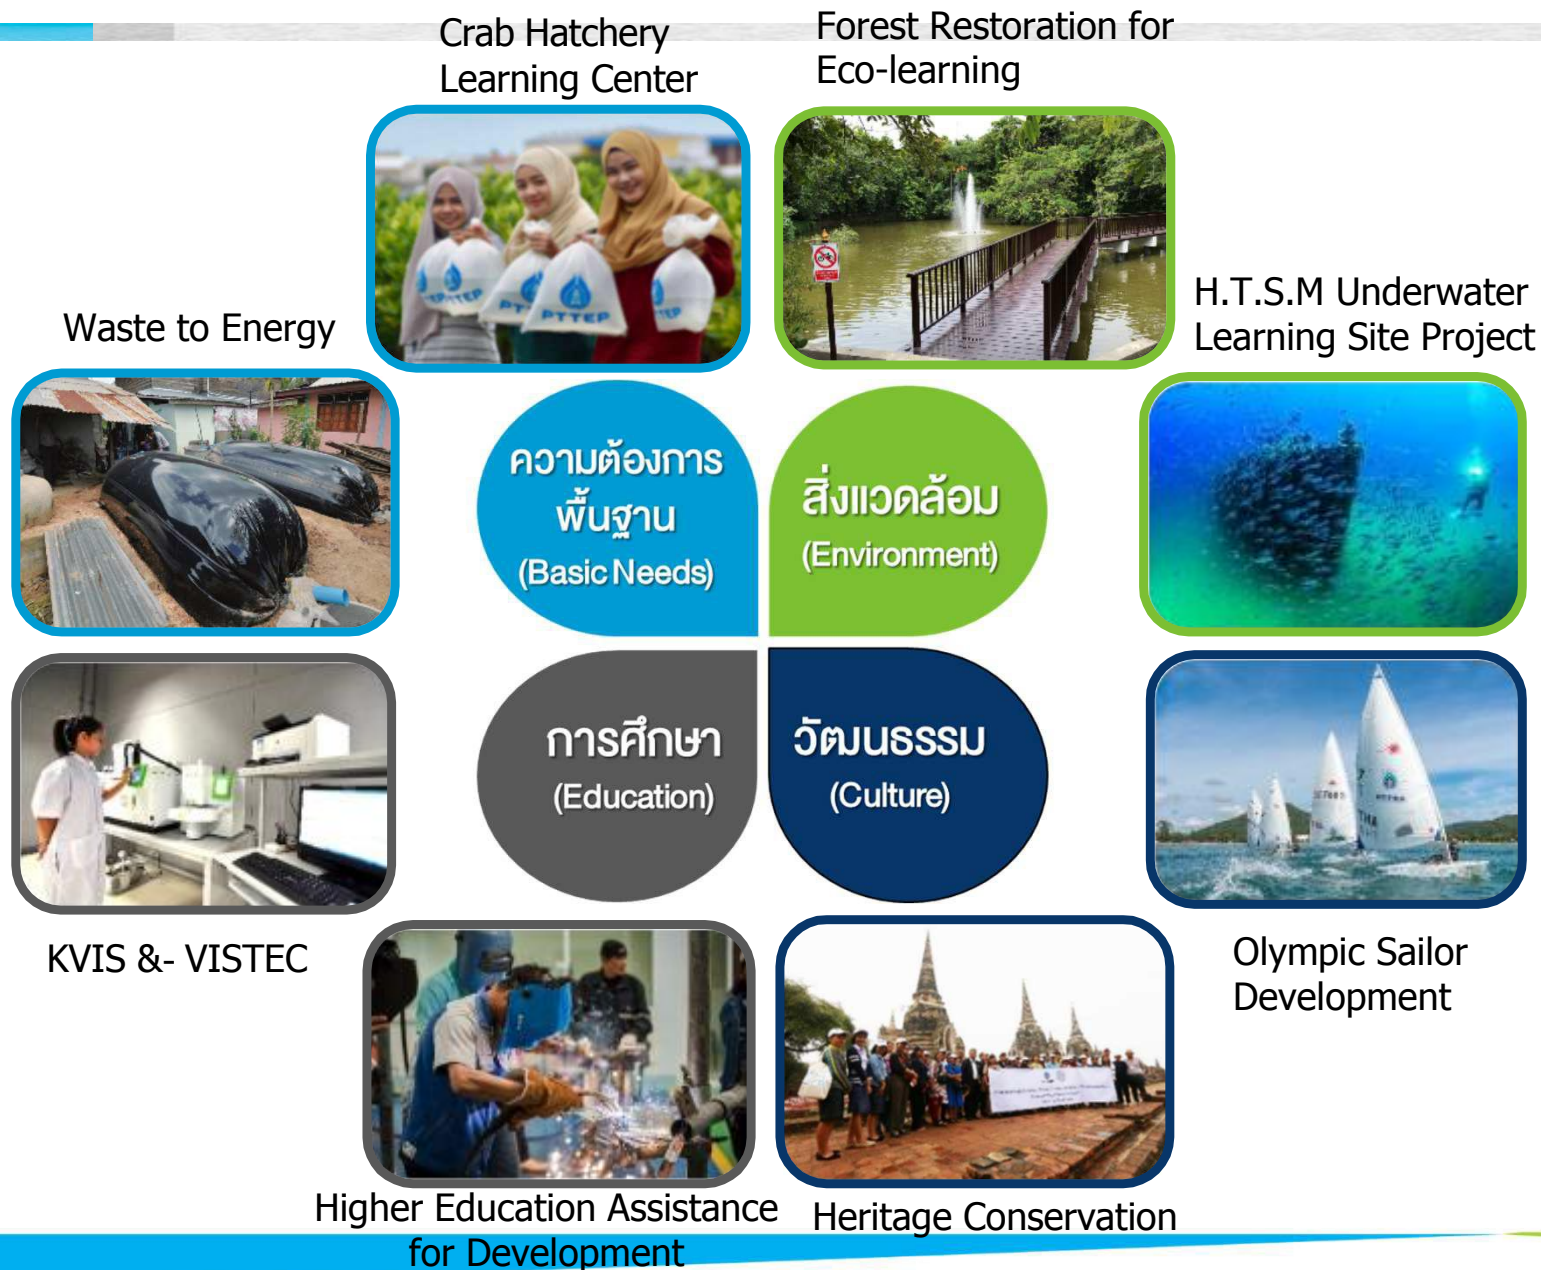 Crab Hatchery
Learning Center
Forest Restoration for
Eco-learning
PTTEP
PTTEP
H.T.S.M Underwater
Learning Site Project
Waste to Energy
ความต้องการ
พื้นฐาน
(Basic Needs)
สิ่งแวดล้อม
(Environment)
การศึกษา
(Education)
วัฒนธรรม
(Culture)
THA
KVIS &- VISTEC
Olympic Sailor
Development
Higher Education Assistance
for Development
Heritage Conservation